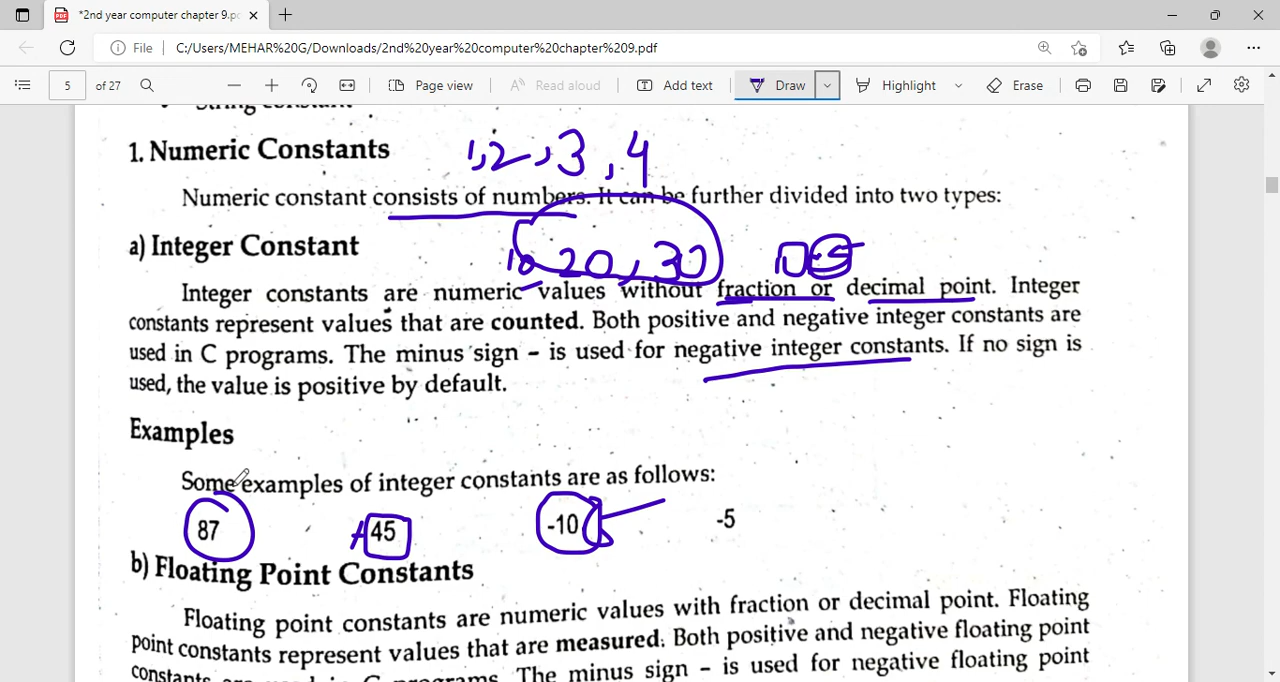 *2nd year computer chapter 9.pc
File
C:/Users/MEHAR%20G/Downloads/2nd%20year%20computer%20chapter%209.pdf
5 of 27
Page view
Read aloud
Add text
Draw
Highlight
Erase
String constant
1. Numeric Constants
1,2,3,4
Numeric constant consists of numbers. It can be further divided into two types:
a) Integer Constant
10 20,30
Integer constants are numeric values without fraction or decimal point. Integer
constants represent values that are counted. Both positive and negative integer constants are
used in C programs. The minus sign - is used for negative integer constants. If no sign is
used, the value is positive by default.
Examples
Some examples of integer constants are as follows:
87 +45 -10 -5
b) Floating Point Constants
Floating point constants are numeric values with fraction or decimal point. Floating
point constants represent values that are measured. Both positive and negative floating point
constants are used in C programs. The minus sign - is used for negative floating point